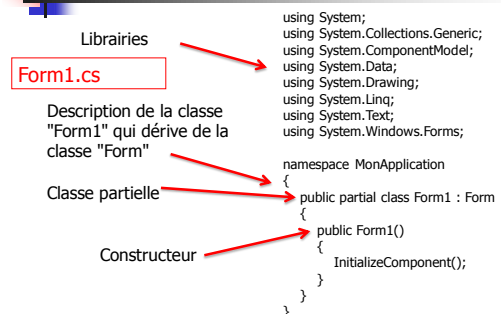 Librairies
Form1.cs
Description de la classe
"Form1" qui dérive de la
classe "Form"
Classe partielle
Constructeur
using System;
using System.Collections.Generic;
using System.ComponentModel;
using System.Data;
using System.Drawing;
using System.Linq;
using System.Text;
using System.Windows.Forms;
namespace MonApplication
{
public partial class Form1 : Form
{
public Form1()
{
InitializeComponent();
}
}
}